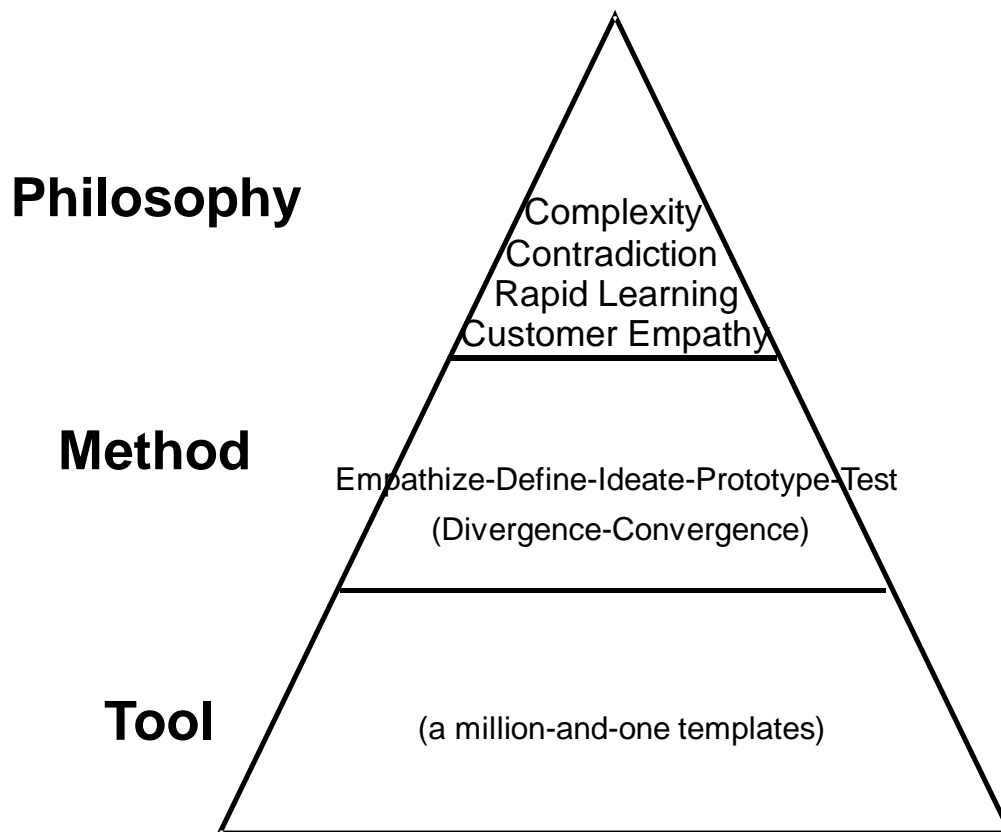 Philosophy
Complexity
Contradiction
Rapid Learning
Customer Empathy
Method
Empathize-Define-Ideate-Prototype-Test
(Divergence-Convergence)
Tool
(a million-and-one templates)